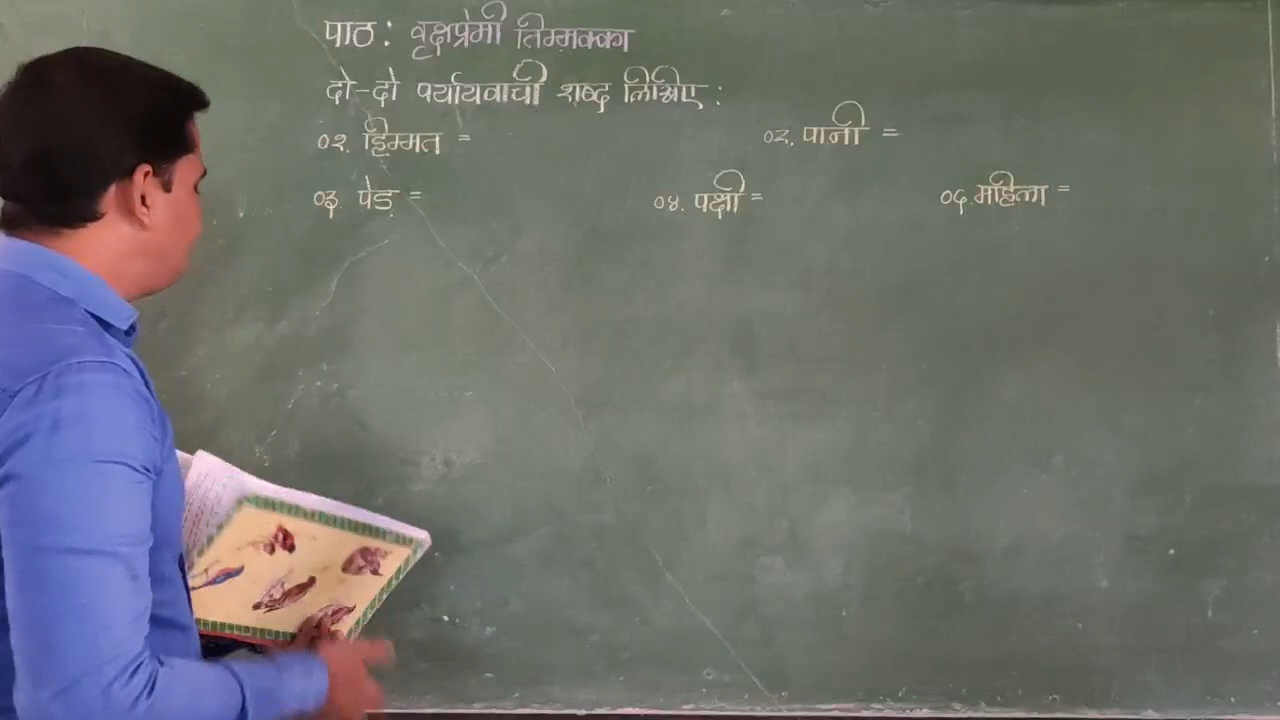 पाठ: वृक्षप्रेमी तिम्मक्का
दो-दो पर्यायवाची शब्द लिखिए:
०१. हिम्मत = ०२. पानी =
०३. पेड़ = ०४. पक्षी = ०५. महिला =